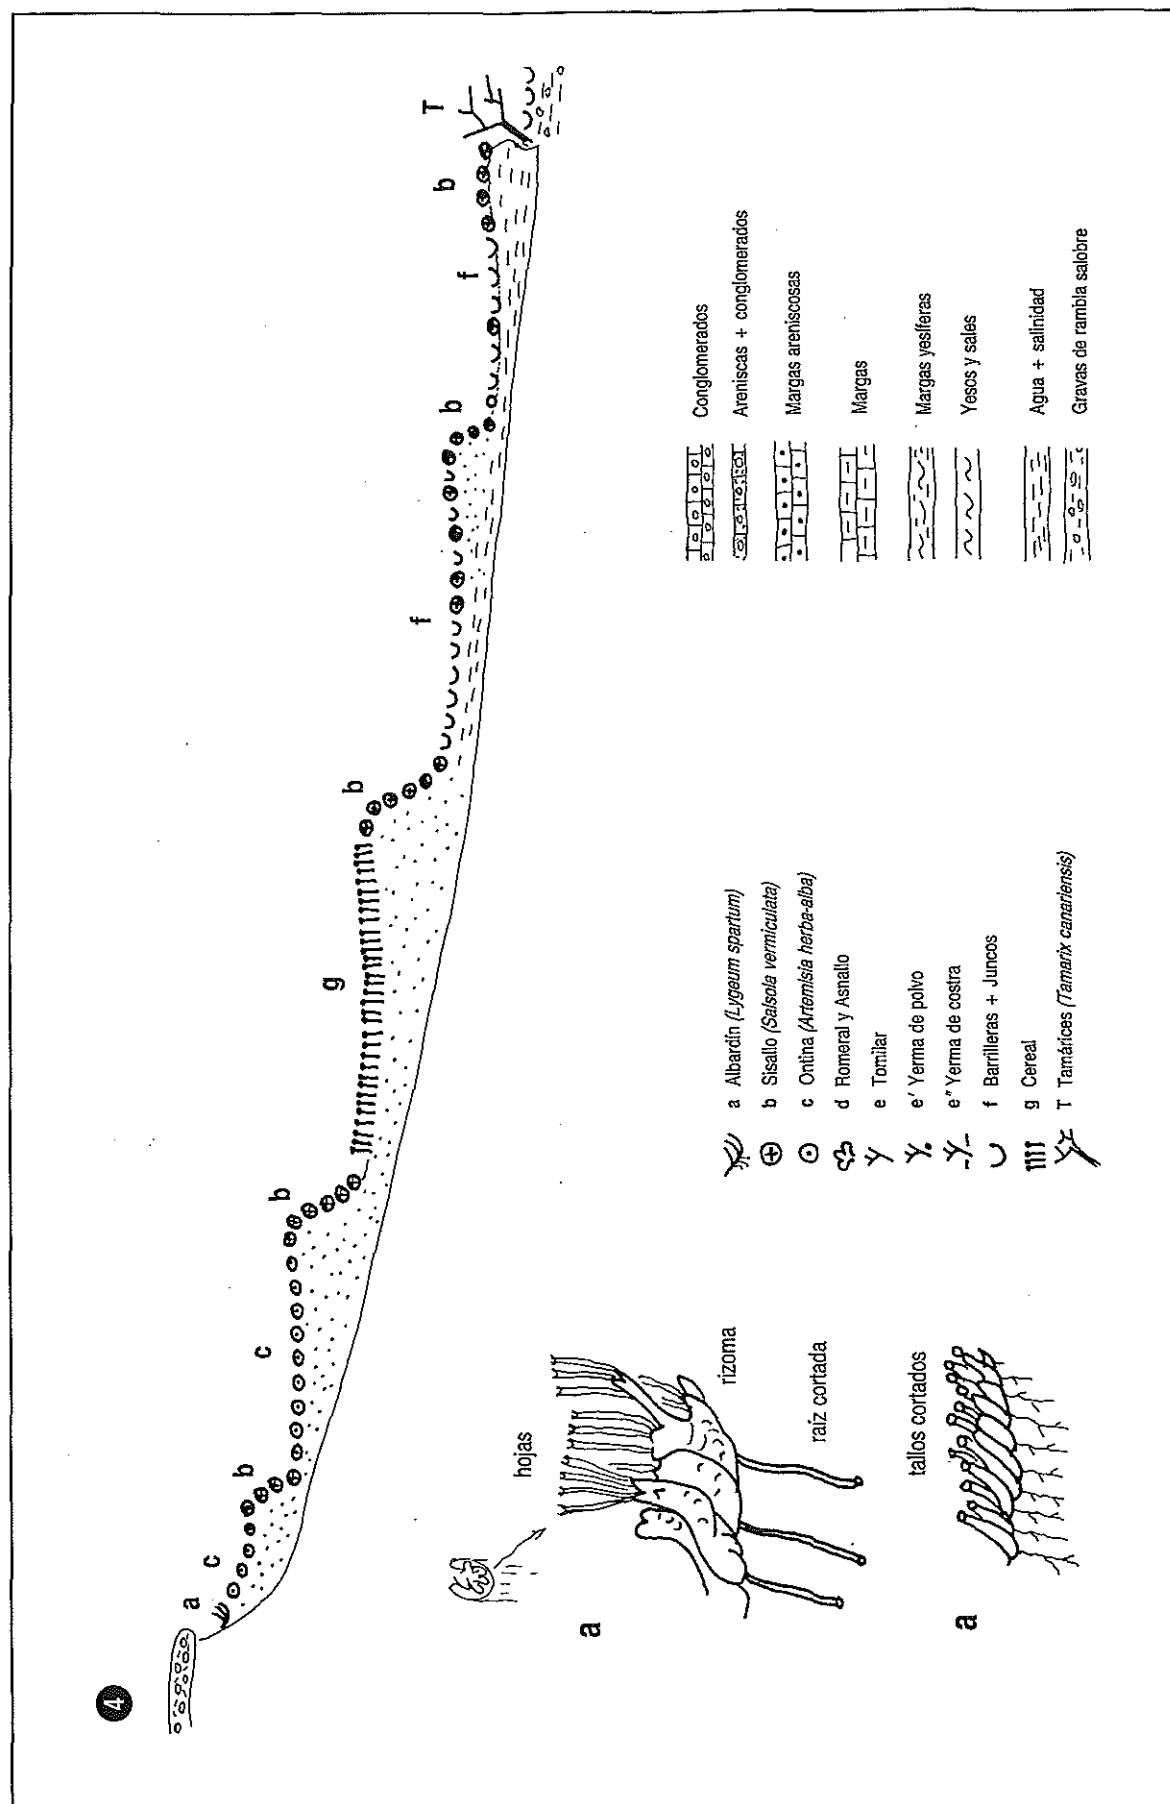 4
a
c
b
c
b
g
b
f
b
f
b
T
a
hojas
rizoma
raíz cortada
a
tallos cortados
a Albardín (Lygeum spartum)
b Sisallo (Salsola vermiculata)
c Ontina (Artemisia herba-alba)
d Romeral y Asnallo
e Tomilar
e' Yerma de polvo
e" Yerma de costra
f Barrilleras + Juncos
g Cereal
T Tamárices (Tamarix canariensis)
Conglomerados
Areniscas + conglomerados
Margas areniscosas
Margas
Margas yesíferas
Yesos y sales
Agua + salinidad
Gravas de rambla salobre